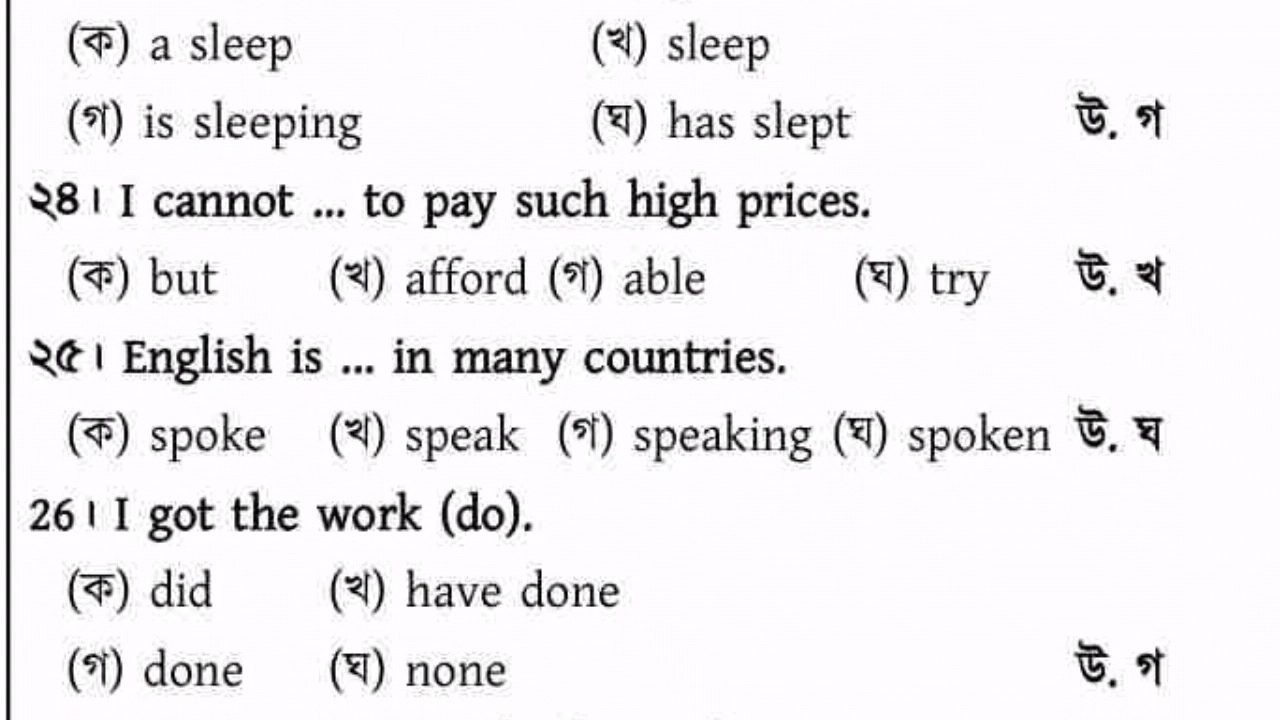 (ক) a sleep (খ) sleep
(গ) is sleeping (ঘ) has slept উ. গ
২৪। I cannot ... to pay such high prices.
(ক) but (খ) afford (গ) able (ঘ) try উ. খ
২৫। English is ... in many countries.
(ক) spoke (খ) speak (গ) speaking (ঘ) spoken উ. ঘ
26। I got the work (do).
(ক) did (খ) have done
(গ) done (ঘ) none উ. গ